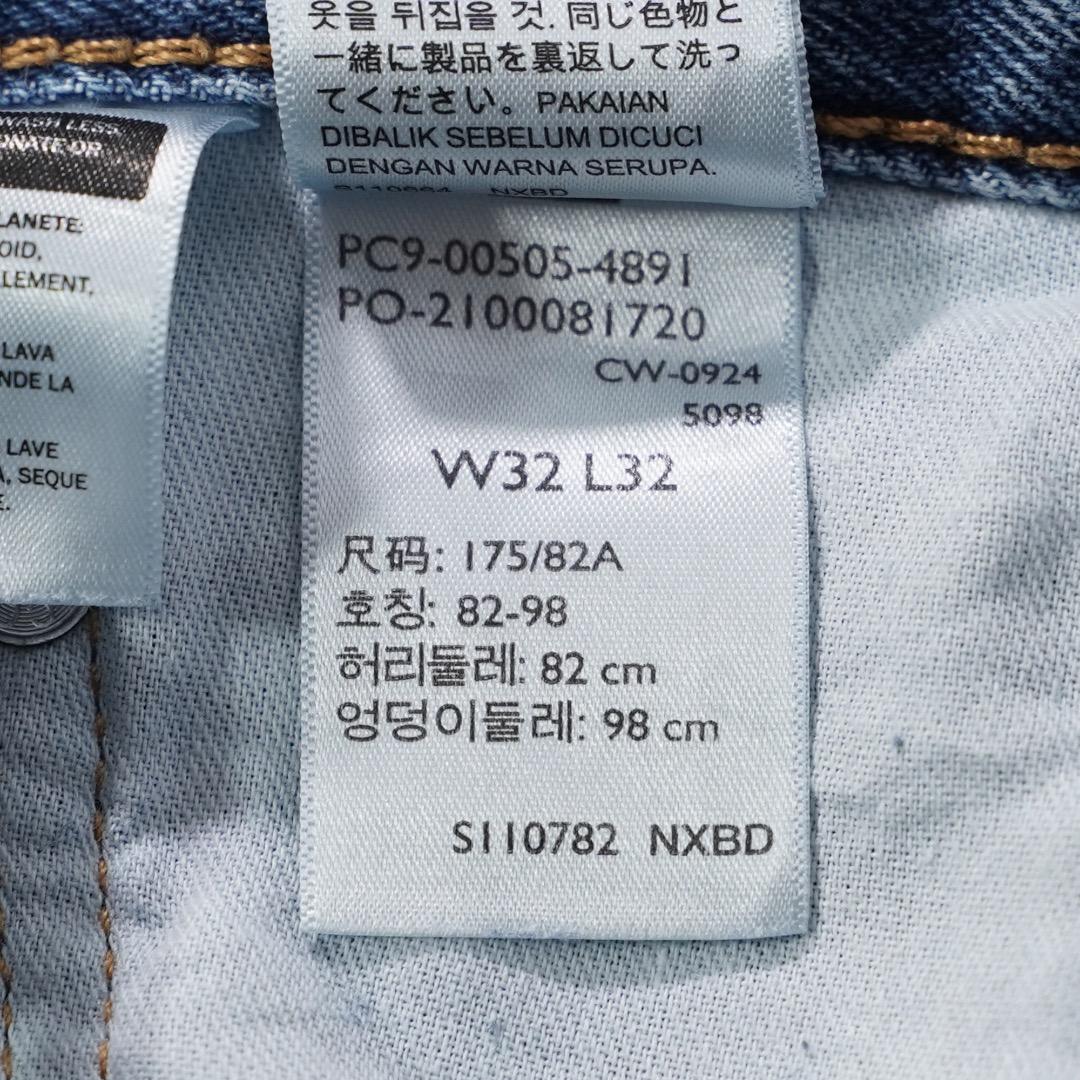 옷을 뒤집을 것. 同じ色物と
一緒に製品を裏返して洗っ
てください。PAKAIAN
DIBALIK SEBELUM DICUCI
DENGAN WARNA SERUPA.
NXBD
LANETE:
OID,
LEMENT,
LAVA
NDE LA
LAVE
A, SEQUE
E.
PC9-00505-4891
PO-2100081720
CW-0924
5098
W32 L32
尺码: 175/82A
호칭: 82-98
허리둘레: 82 cm
엉덩이둘레: 98 cm
S110782 NXBD